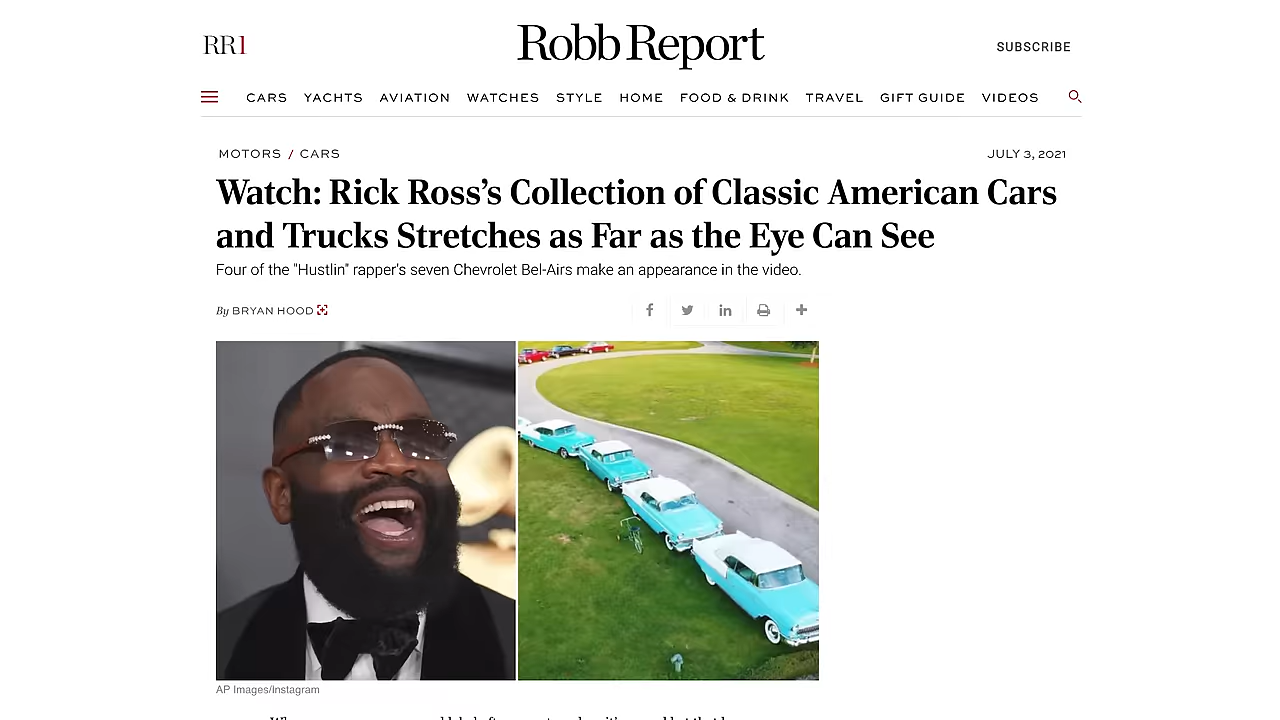 RR1
Robb Report
SUBSCRIBE
CARS YACHTS AVIATION WATCHES STYLE HOME FOOD & DRINK TRAVEL GIFT GUIDE VIDEOS
MOTORS / CARS
JULY 3, 2021
Watch: Rick Ross’s Collection of Classic American Cars
and Trucks Stretches as Far as the Eye Can See
Four of the "Hustlin" rapper's seven Chevrolet Bel-Airs make an appearance in the video.
By BRYAN HOOD
AP Images/Instagram